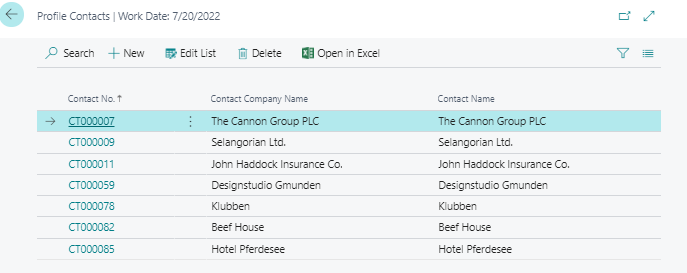 Profile Contacts | Work Date: 7/20/2022
Search New Edit List Delete Open in Excel
Contact No. ↑ Contact Company Name Contact Name
CT000007 The Cannon Group PLC The Cannon Group PLC
CT000009 Selangorian Ltd. Selangorian Ltd.
CT000011 John Haddock Insurance Co. John Haddock Insurance Co.
CT000059 Designstudio Gmunden Designstudio Gmunden
CT000078 Klubben Klubben
CT000082 Beef House Beef House
CT000085 Hotel Pferdesee Hotel Pferdesee